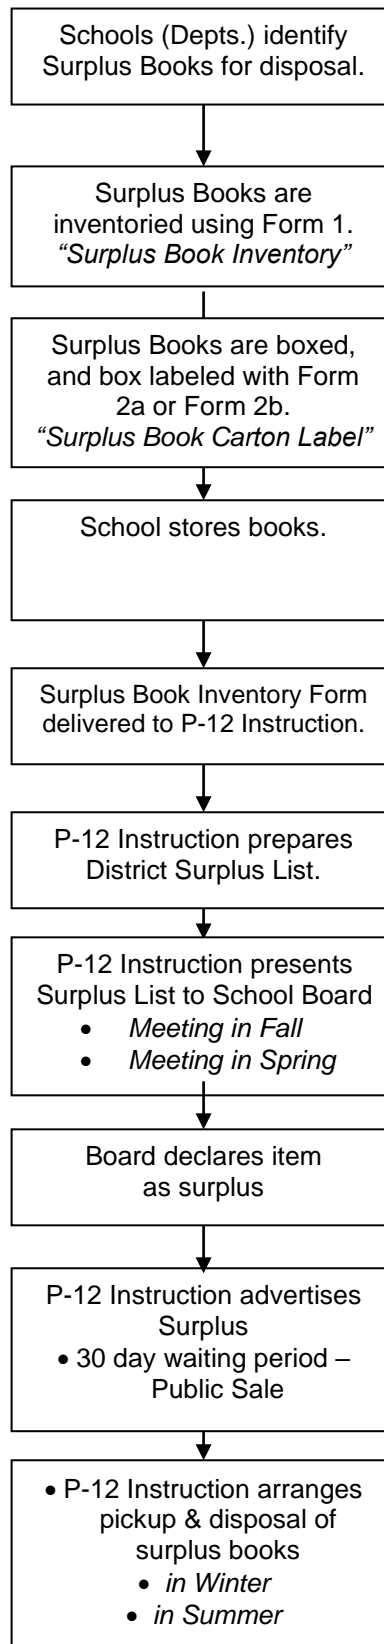 Schools (Depts.) identify
Surplus Books for disposal.
Surplus Books are
inventoried using Form 1.
“Surplus Book Inventory”
Surplus Books are boxed,
and box labeled with Form
2a or Form 2b.
“Surplus Book Carton Label”
School stores books.
Surplus Book Inventory Form
delivered to P-12 Instruction.
P-12 Instruction prepares
District Surplus List.
P-12 Instruction presents
Surplus List to School Board
• Meeting in Fall
• Meeting in Spring
Board declares item
as surplus
P-12 Instruction advertises
Surplus
• 30 day waiting period –
Public Sale
• P-12 Instruction arranges
pickup & disposal of
surplus books
• in Winter
• in Summer